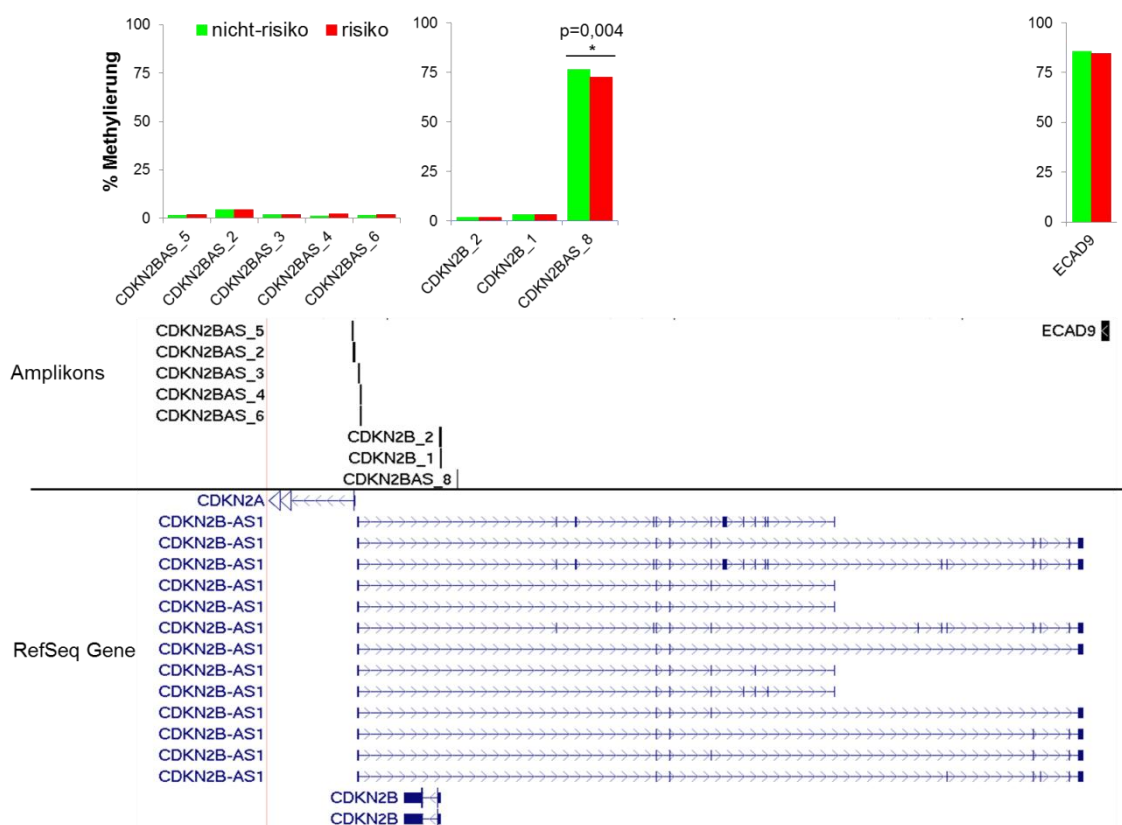 nicht-risiko risiko
% Methylierung
100
75
50
25
0
CDKN2BAS_5
CDKN2BAS_2
CDKN2BAS_3
CDKN2BAS_4
CDKN2BAS_6
100
75
50
25
0
p=0,004
*
CDKN2B_2
CDKN2B_1
CDKN2BAS_8
100
75
50
25
0
ECAD9
Amplikons
CDKN2BAS_5
ECAD9
CDKN2BAS_2
CDKN2BAS_3
CDKN2BAS_4
CDKN2BAS_6
CDKN2B_2
CDKN2B_1
CDKN2BAS_8
RefSeq Gene
CDKN2A
CDKN2B-AS1
CDKN2B-AS1
CDKN2B-AS1
CDKN2B-AS1
CDKN2B-AS1
CDKN2B-AS1
CDKN2B-AS1
CDKN2B-AS1
CDKN2B-AS1
CDKN2B-AS1
CDKN2B-AS1
CDKN2B-AS1
CDKN2B-AS1
CDKN2B
CDKN2B